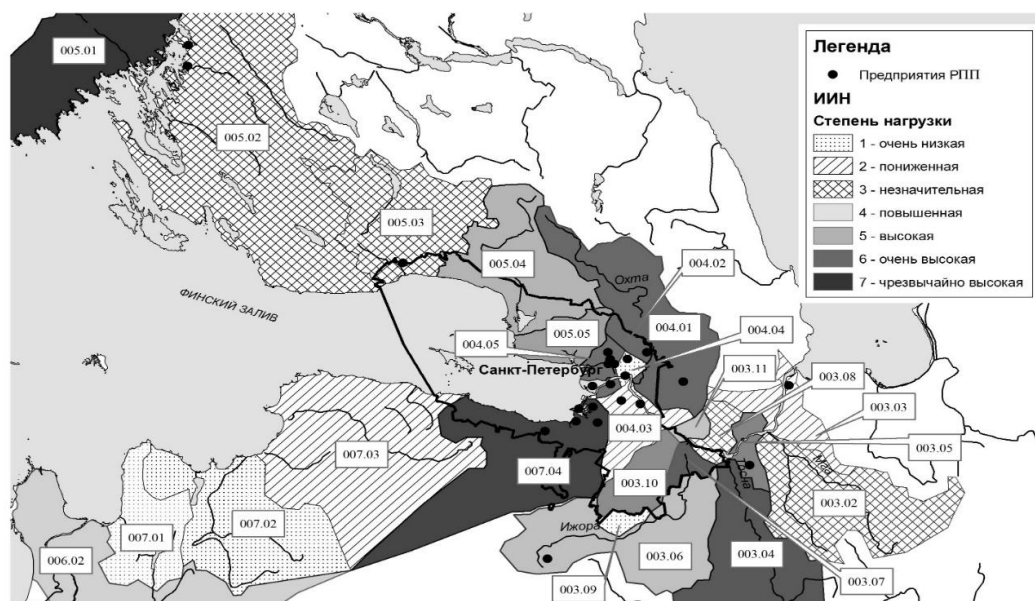 005.01
005.02
005.03
005.04
004.02
Охта
ФИНСКИЙ ЗАЛИВ
004.05
005.05
004.01
004.04
Санкт-Петербург
003.11
003.08
003.03
004.03
003.05
007.03
007.04
003.10
Тосна
Мга
003.02
007.02
007.01
Ижора
006.02
003.06
003.04
003.09
003.07
Легенда
Предприятия РПП
ИИН
Степень нагрузки
1 - очень низкая
2 - пониженная
3 - незначительная
4 - повышенная
5 - высокая
6 - очень высокая
7 - чрезвычайно высокая